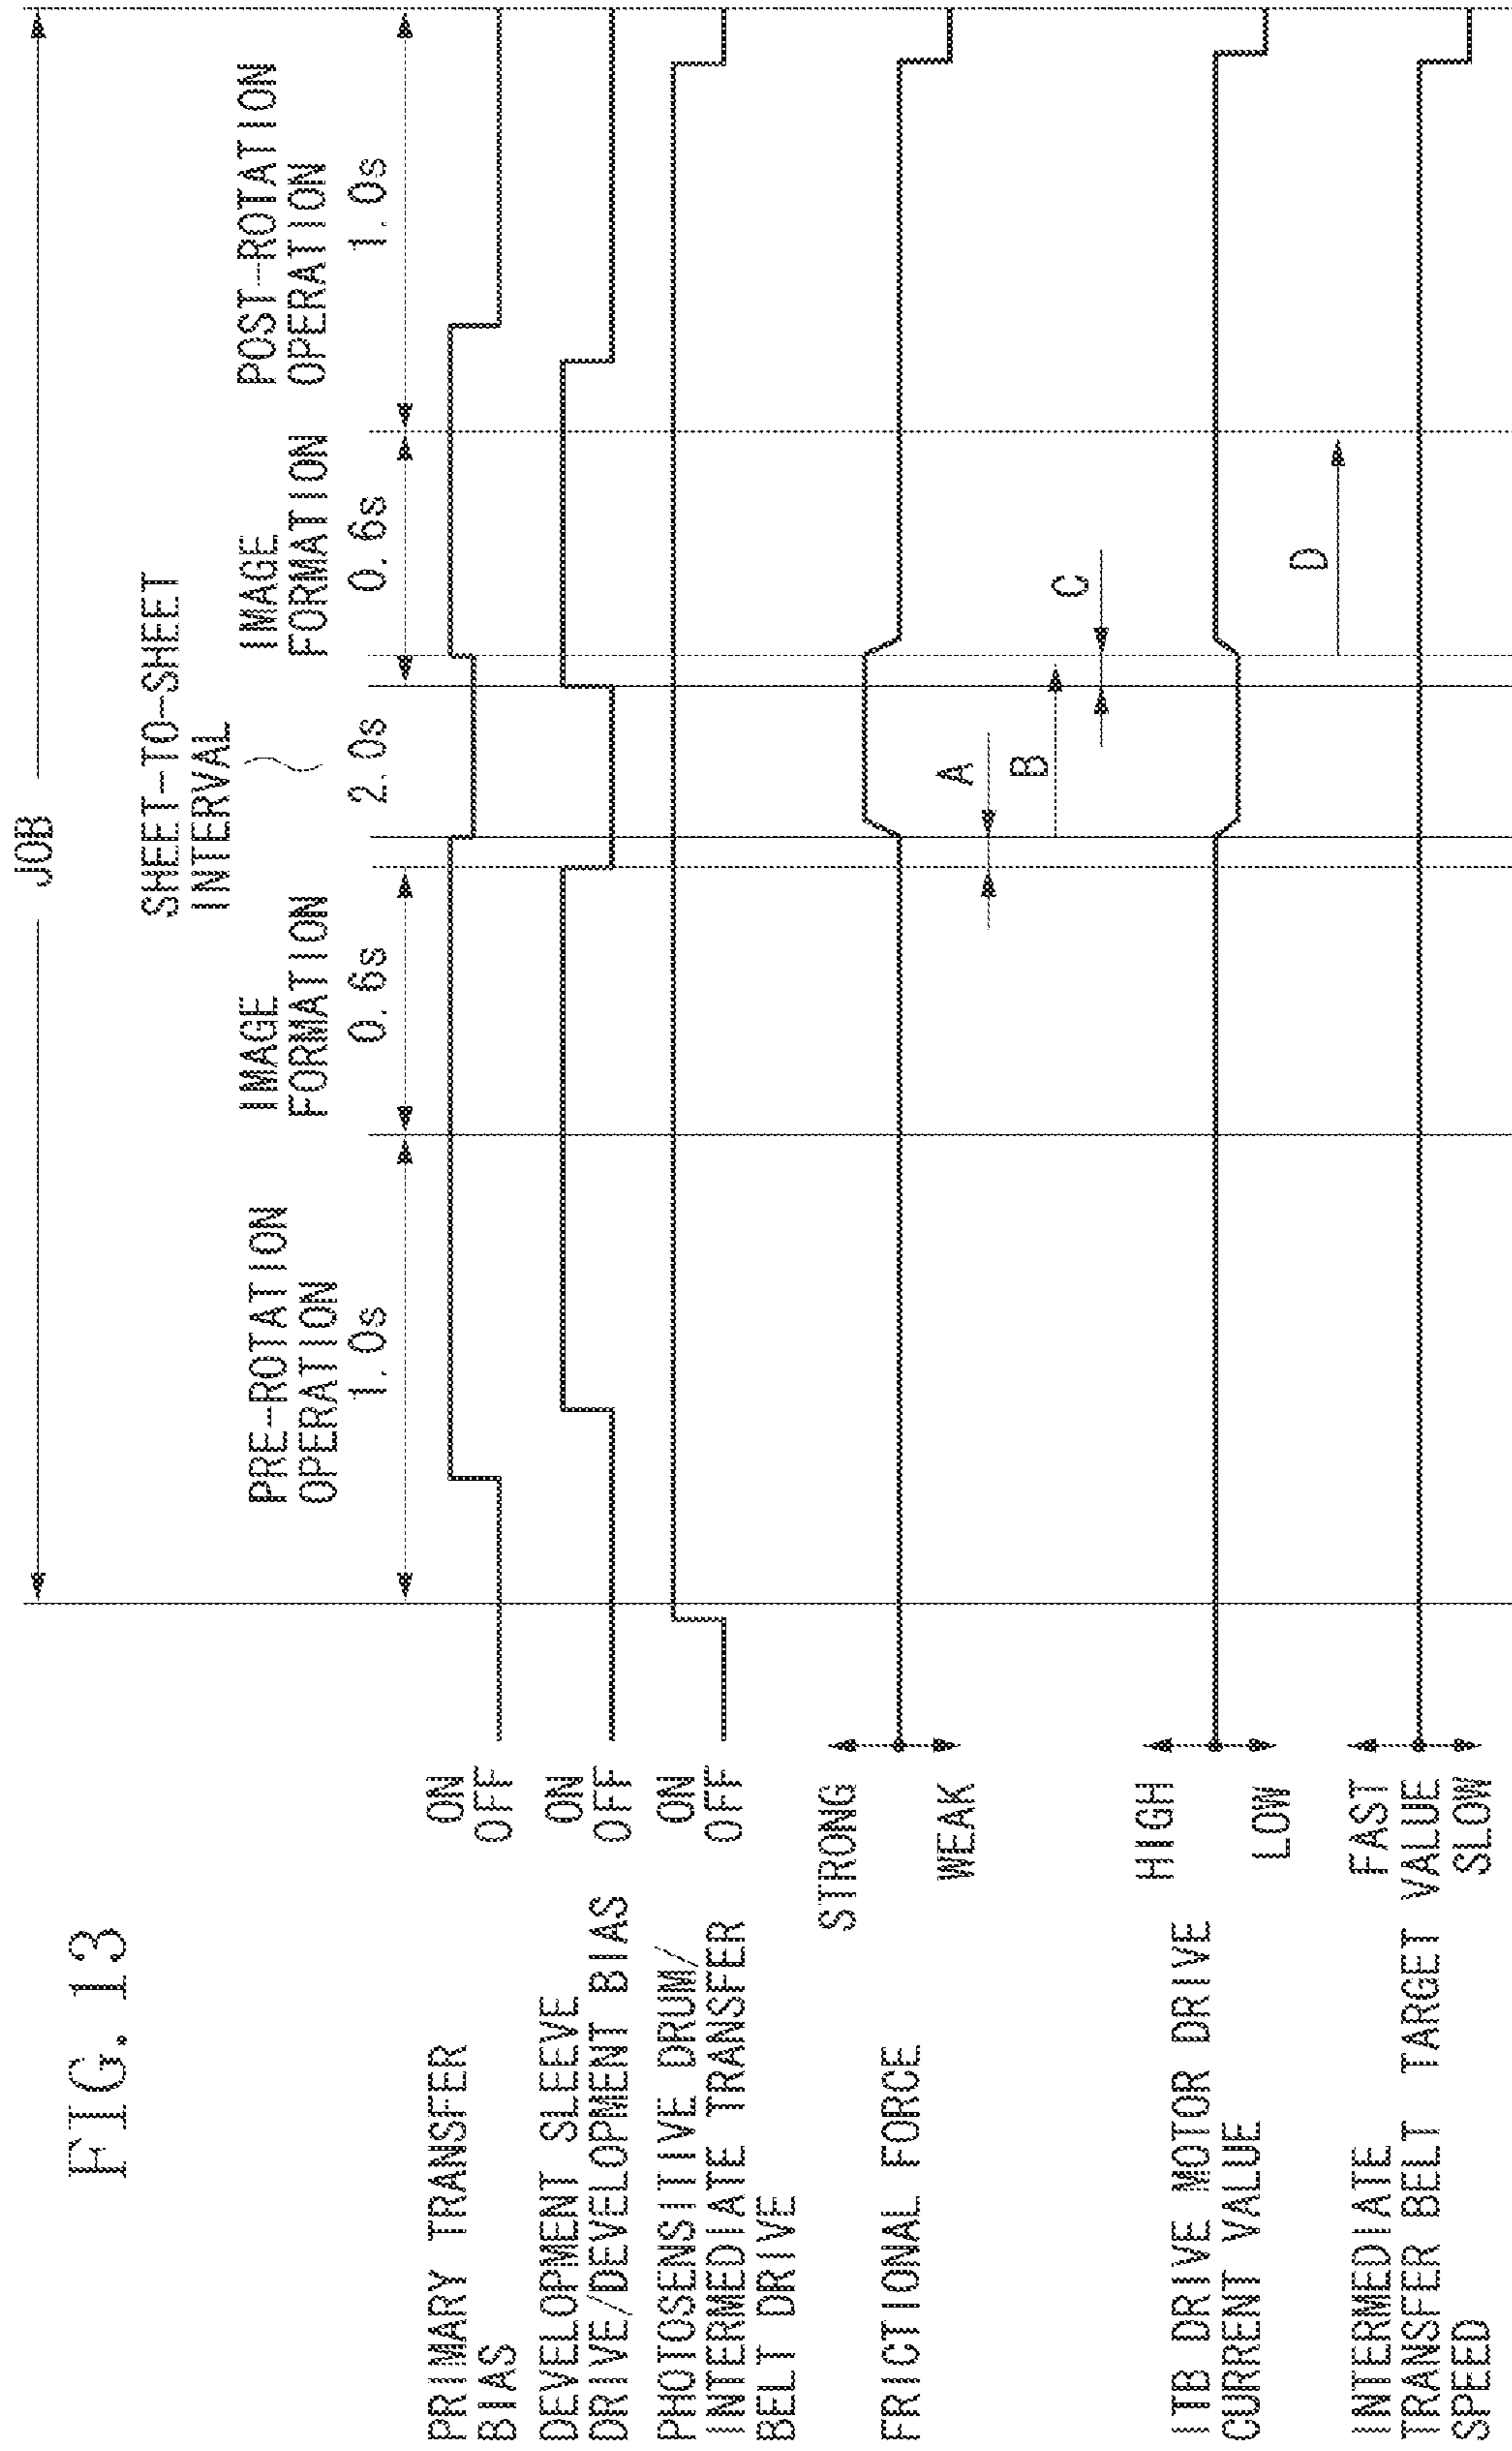 FIG. 13
JOB
SHEET-TO-SHEET
INTERVAL
PRE-ROTATION
OPERATION
1.0s
IMAGE
FORMATION
0.6s
2.0s
IMAGE
FORMATION
0.6s
POST-ROTATION
OPERATION
1.0s
PRIMARY TRANSFER
BIAS
ON
OFF
DEVELOPMENT SLEEVE
DRIVE/DEVELOPMENT BIAS
ON
OFF
PHOTOSENSITIVE DRUM/
INTERMEDIATE TRANSFER
BELT DRIVE
ON
OFF
FRICTIONAL FORCE
STRONG
WEAK
A
B
C
ITB DRIVE MOTOR DRIVE
CURRENT VALUE
HIGH
LOW
D
INTERMEDIATE
TRANSFER BELT
SPEED
FAST
TARGET VALUE
SLOW